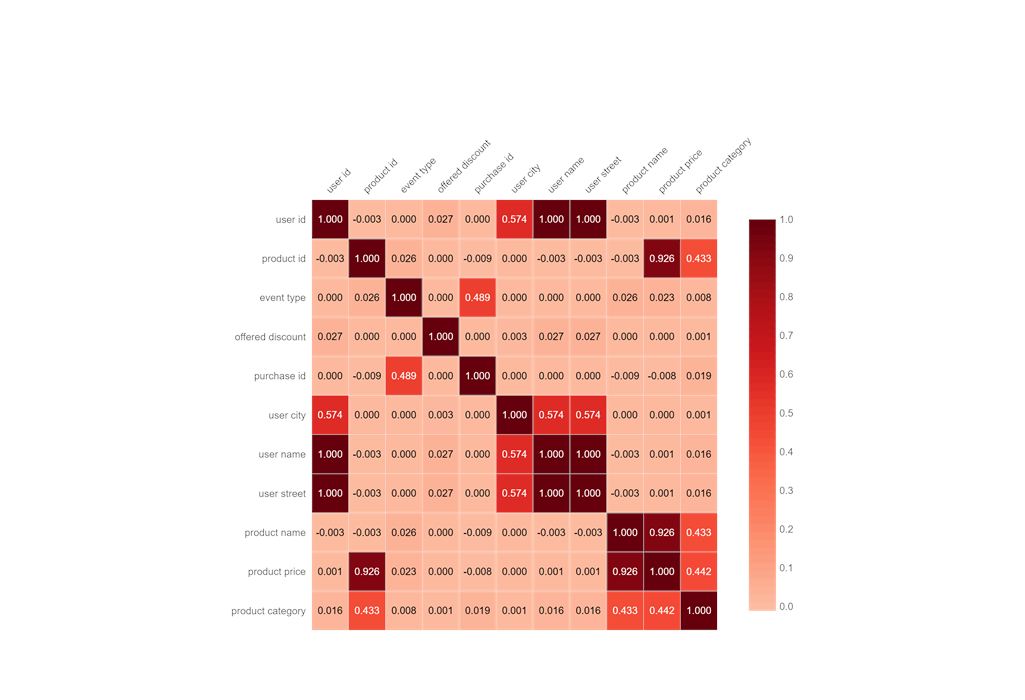 user id product id event type offered discount purchase id user city user name user street product name product price product category
user id 1.000 -0.003 0.000 0.027 0.000 0.574 1.000 1.000 -0.003 0.001 0.016
product id -0.003 1.000 0.026 0.000 -0.009 0.000 -0.003 -0.003 -0.003 0.926 0.433
event type 0.000 0.026 1.000 0.000 0.489 0.000 0.000 0.000 0.026 0.023 0.008
offered discount 0.027 0.000 0.000 1.000 0.000 0.003 0.027 0.027 0.000 0.000 0.001
purchase id 0.000 -0.009 0.489 0.000 1.000 0.000 0.000 0.000 -0.009 -0.008 0.019
user city 0.574 0.000 0.000 0.003 0.000 1.000 0.574 0.574 0.000 0.000 0.001
user name 1.000 -0.003 0.000 0.027 0.000 0.574 1.000 1.000 -0.003 0.001 0.016
user street 1.000 -0.003 0.000 0.027 0.000 0.574 1.000 1.000 -0.003 0.001 0.016
product name -0.003 -0.003 0.026 0.000 -0.009 0.000 -0.003 -0.003 1.000 0.926 0.433
product price 0.001 0.926 0.023 0.000 -0.008 0.000 0.001 0.001 0.926 1.000 0.442
product category 0.016 0.433 0.008 0.001 0.019 0.001 0.016 0.016 0.433 0.442 1.000
1.0
0.9
0.8
0.7
0.6
0.5
0.4
0.3
0.2
0.1
0.0